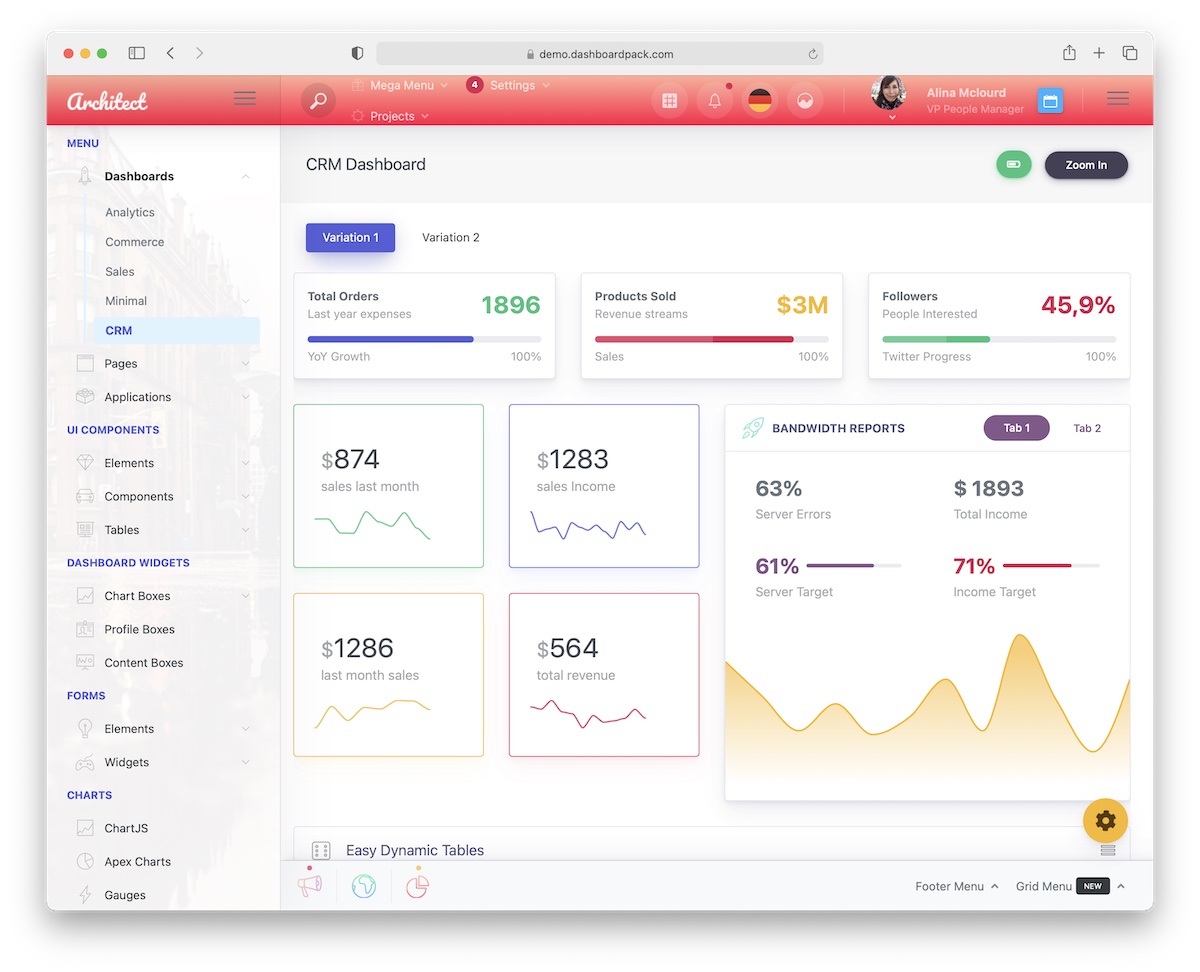 demo.dashboardpack.com
Architect
Mega Menu
4
Settings
Projects
Alina Mclourd
VP People Manager
MENU
Dashboards
Analytics
Commerce
Sales
Minimal
CRM
Pages
Applications
UI COMPONENTS
Elements
Components
Tables
DASHBOARD WIDGETS
Chart Boxes
Profile Boxes
Content Boxes
FORMS
Elements
Widgets
CHARTS
ChartJS
Apex Charts
Gauges
CRM Dashboard
Zoom In
Variation 1
Variation 2
Total Orders
Last year expenses
1896
YoY Growth
100%
Products Sold
Revenue streams
$3M
Sales
100%
Followers
People Interested
45,9%
Twitter Progress
100%
$874
sales last month
$1283
sales Income
$1286
last month sales
$564
total revenue
BANDWIDTH REPORTS
Tab 1
Tab 2
63%
Server Errors
$ 1893
Total Income
61%
Server Target
71%
Income Target
Easy Dynamic Tables
Footer Menu
Grid Menu
NEW